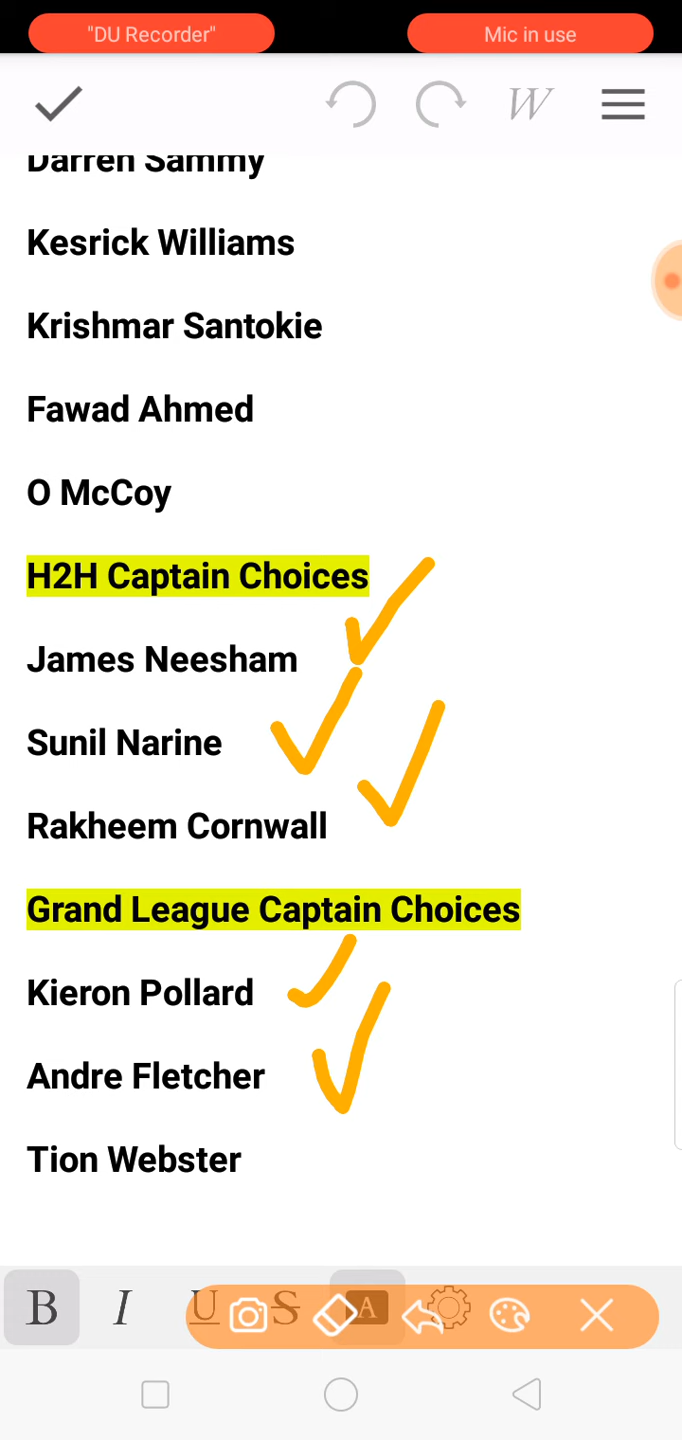 "DU Recorder" Mic in use
W
Darren Sammy
Kesrick Williams
Krishmar Santokie
Fawad Ahmed
O McCoy
H2H Captain Choices
James Neesham
Sunil Narine
Rakheem Cornwall
Grand League Captain Choices
Kieron Pollard
Andre Fletcher
Tion Webster
B I U S A